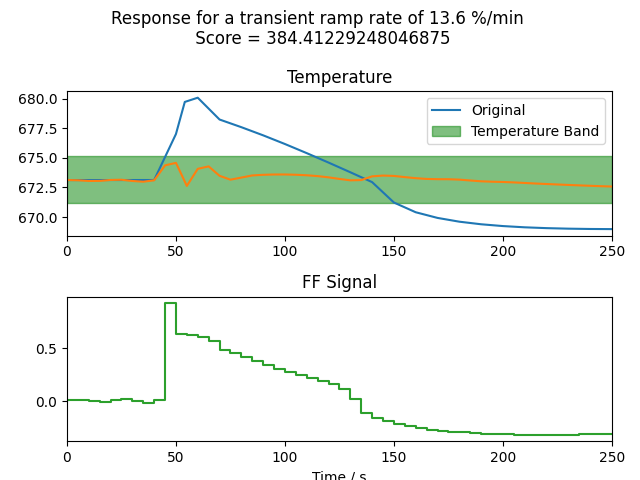 Response for a transient ramp rate of 13.6 %/min
Score = 384.41229248046875
Temperature
680.0
677.5
675.0
672.5
670.0
Original
Temperature Band
0 50 100 150 200 250
FF Signal
0.5
0.0
0 50 100 150 200 250
Time / s